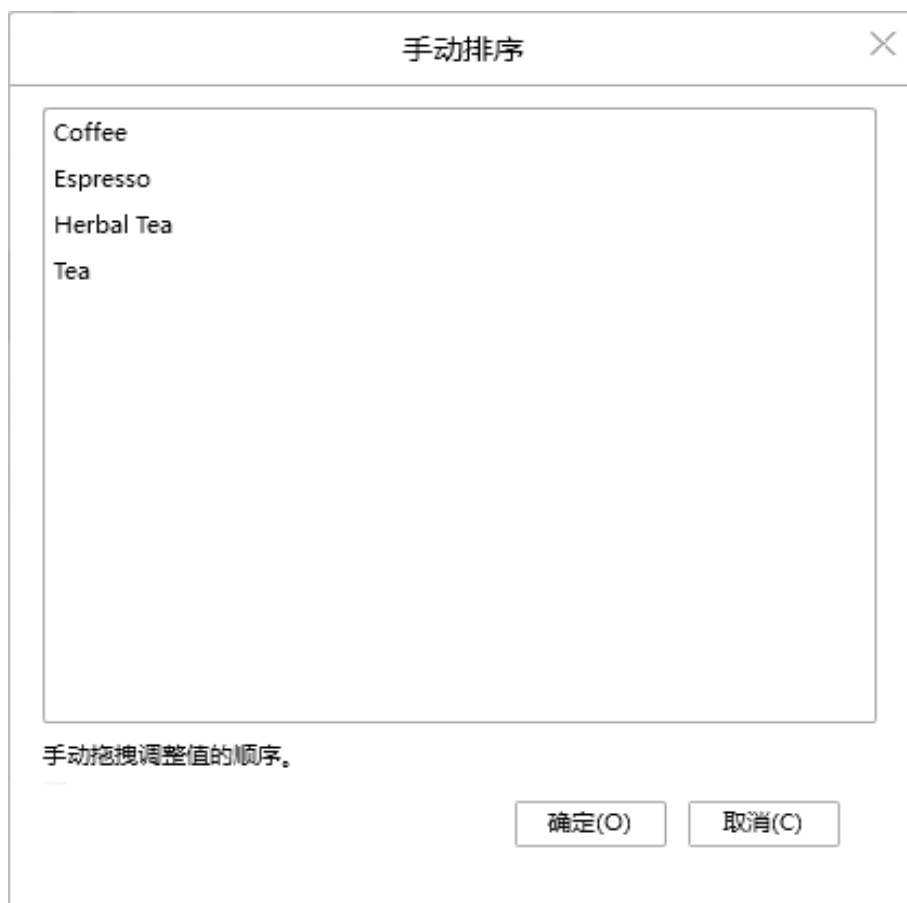 手动排序
Coffee
Espresso
Herbal Tea
Tea
手动拖拽调整值的顺序。
确定(O)
取消(C)